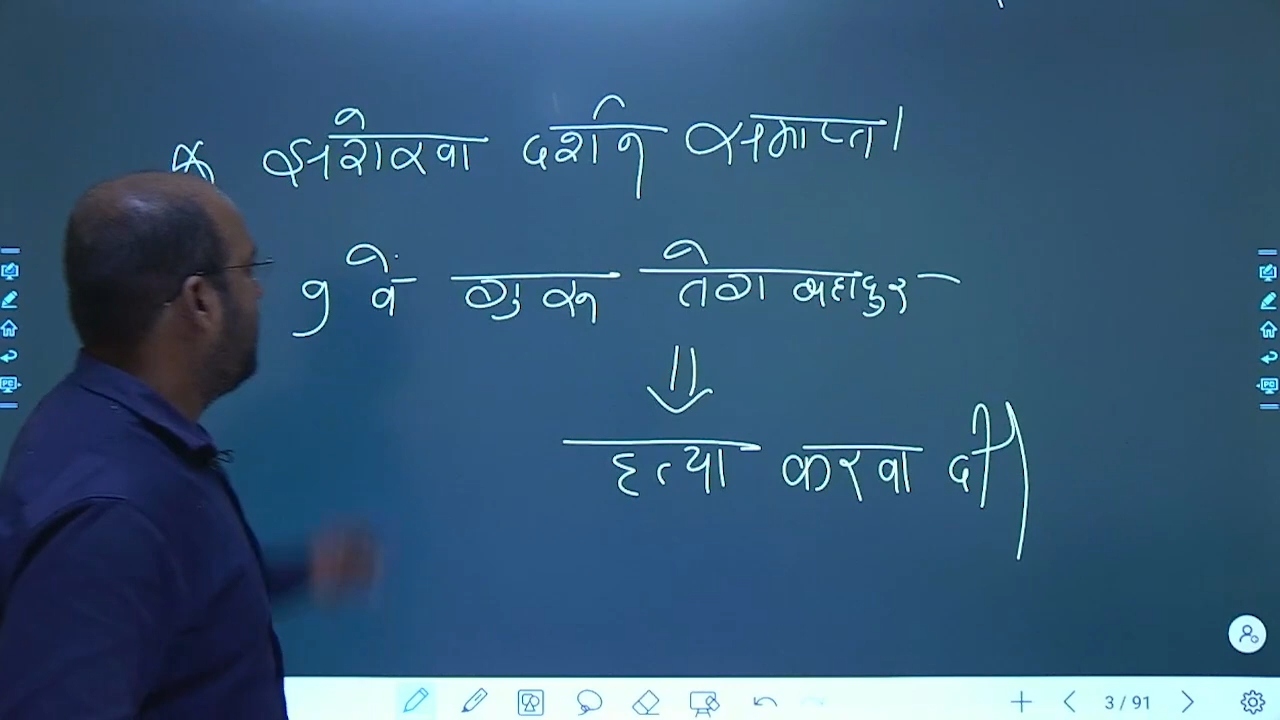 * झरोखा दर्शन समाप्त।
9 वें गुरु तेग बहादुर -
हत्या करवा दी।
3 / 91